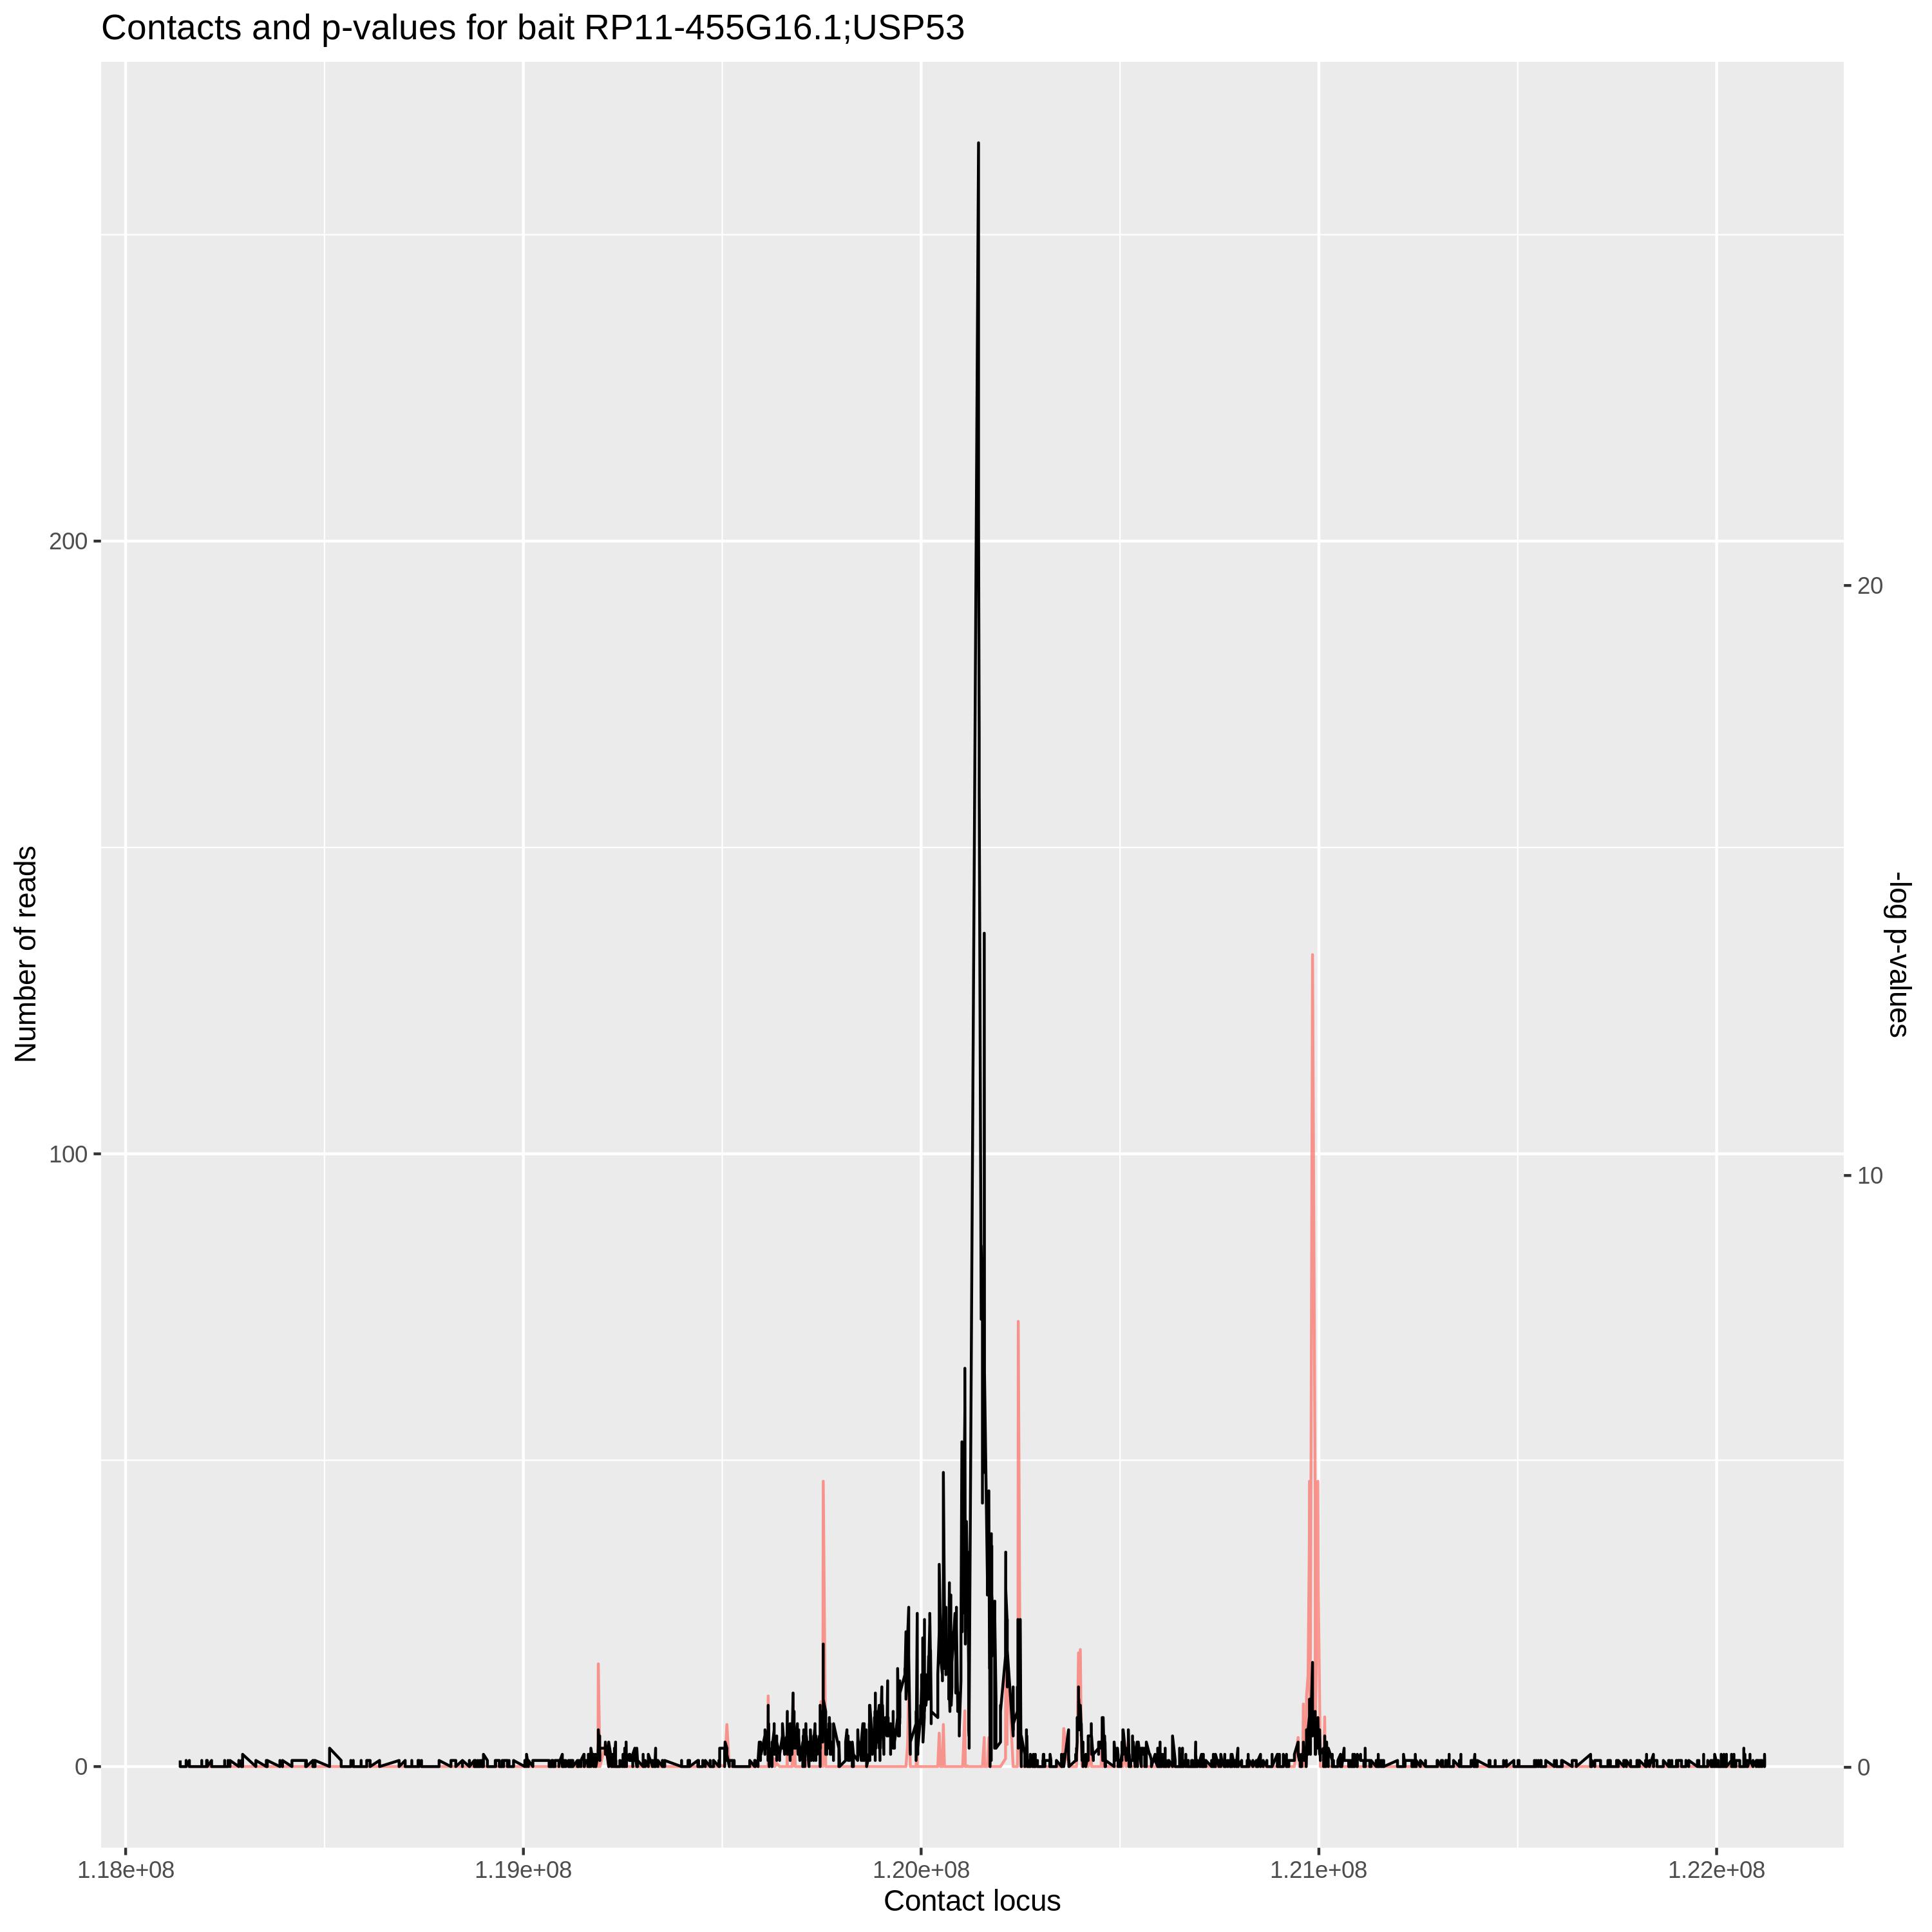 Contacts and p-values for bait RP11-455G16.1;USP53
Number of reads
200
100
0
20
10
0
-log p-values
1.18e+08 1.19e+08 1.20e+08 1.21e+08 1.22e+08
Contact locus